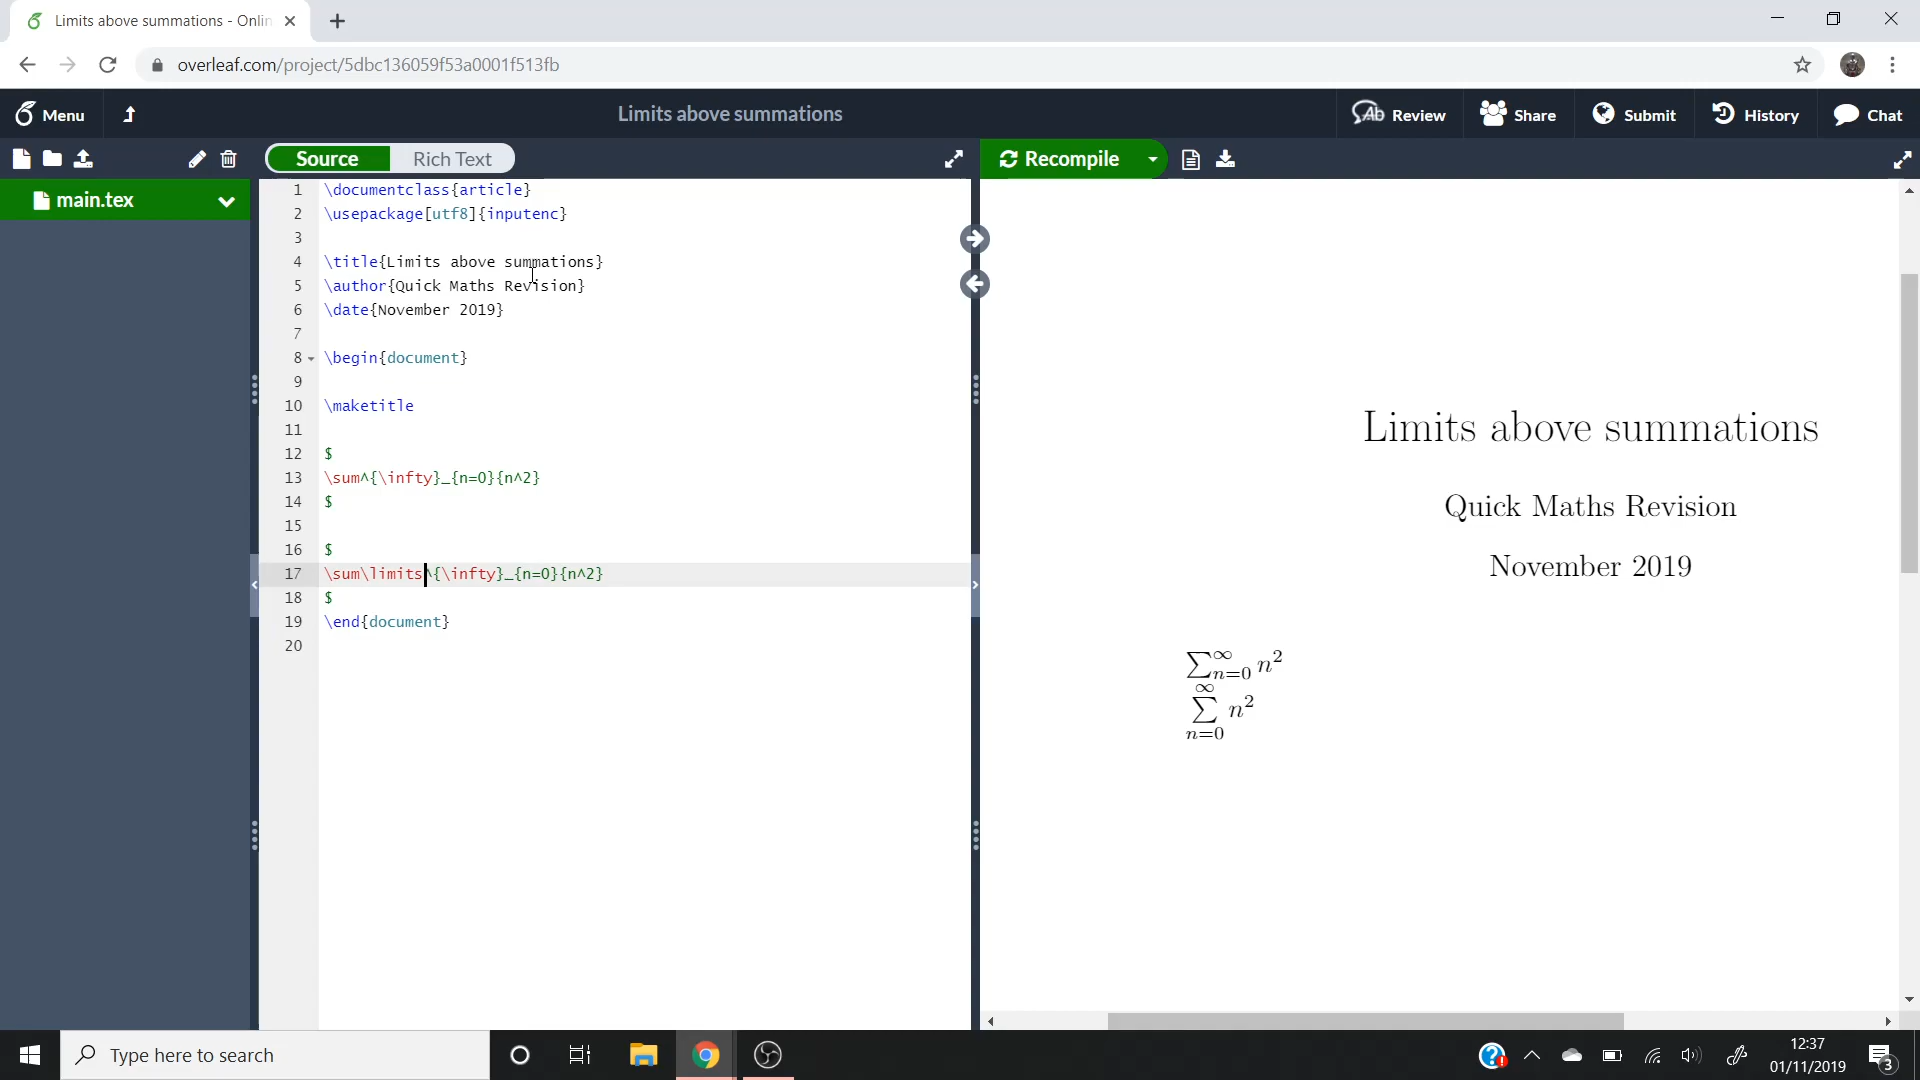 Limits above summations - Onlin
overleaf.com/project/5dbc136059f53a0001f513fb
Menu
Limits above summations
Review
Share
Submit
History
Chat
Source
Rich Text
Recompile
main.tex
1 \documentclass{article}
2 \usepackage[utf8]{inputenc}
3
4 \title{Limits above summations}
5 \author{Quick Maths Revision}
6 \date{November 2019}
7
8 \begin{document}
9
10 \maketitle
11
12 $
13 \sum^{\infty}_{n=0}{n^2}
14 $
15
16 $
17 \sum\limits^{\infty}_{n=0}{n^2}
18 $
19 \end{document}
20
Limits above summations
Quick Maths Revision
November 2019
∑∞n=0 n2
∞
∑ n2
n=0
Type here to search
12:37
01/11/2019
3